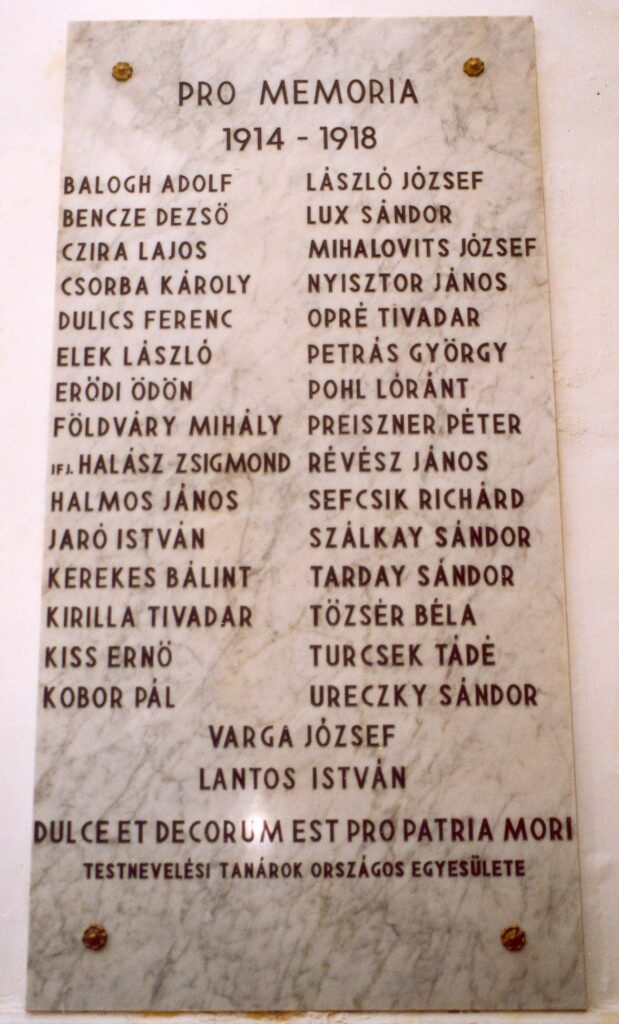 PRO MEMORIA
1914 - 1918
BALOGH ADOLF
BENCZE DEZSÖ
CZIRA LAJOS
CSORBA KÁROLY
DULICS FERENC
ELEK LÁSZLÓ
ERÖDI ÖDÖN
FÖLDVÁRY MIHÁLY
IFJ. HALÁSZ ZSIGMOND
HALMOS JÁNOS
JARÓ ISTVÁN
KEREKES BÁLINT
KIRILLA TIVADAR
KISS ERNÖ
KOBOR PÁL
LÁSZLÓ JÓZSEF
LUX SÁNDOR
MIHALOVITS JÓZSEF
NYISZTOR JÁNOS
OPRÉ TIVADAR
PETRÁS GYÖRGY
POHL LÓRÁNT
PREISZNER PÉTER
RÉVÉSZ JÁNOS
SEFCSIK RICHÁRD
SZÁLKAY SÁNDOR
TARDAY SÁNDOR
TÖZSÉR BÉLA
TURCSEK TÁDÉ
URECZKY SÁNDOR
VARGA JÓZSEF
LANTOS ISTVÁN
DULCE ET DECORUM EST PRO PATRIA MORI
TESTNEVELÉSI TANÁROK ORSZÁGOS EGYESÜLETE